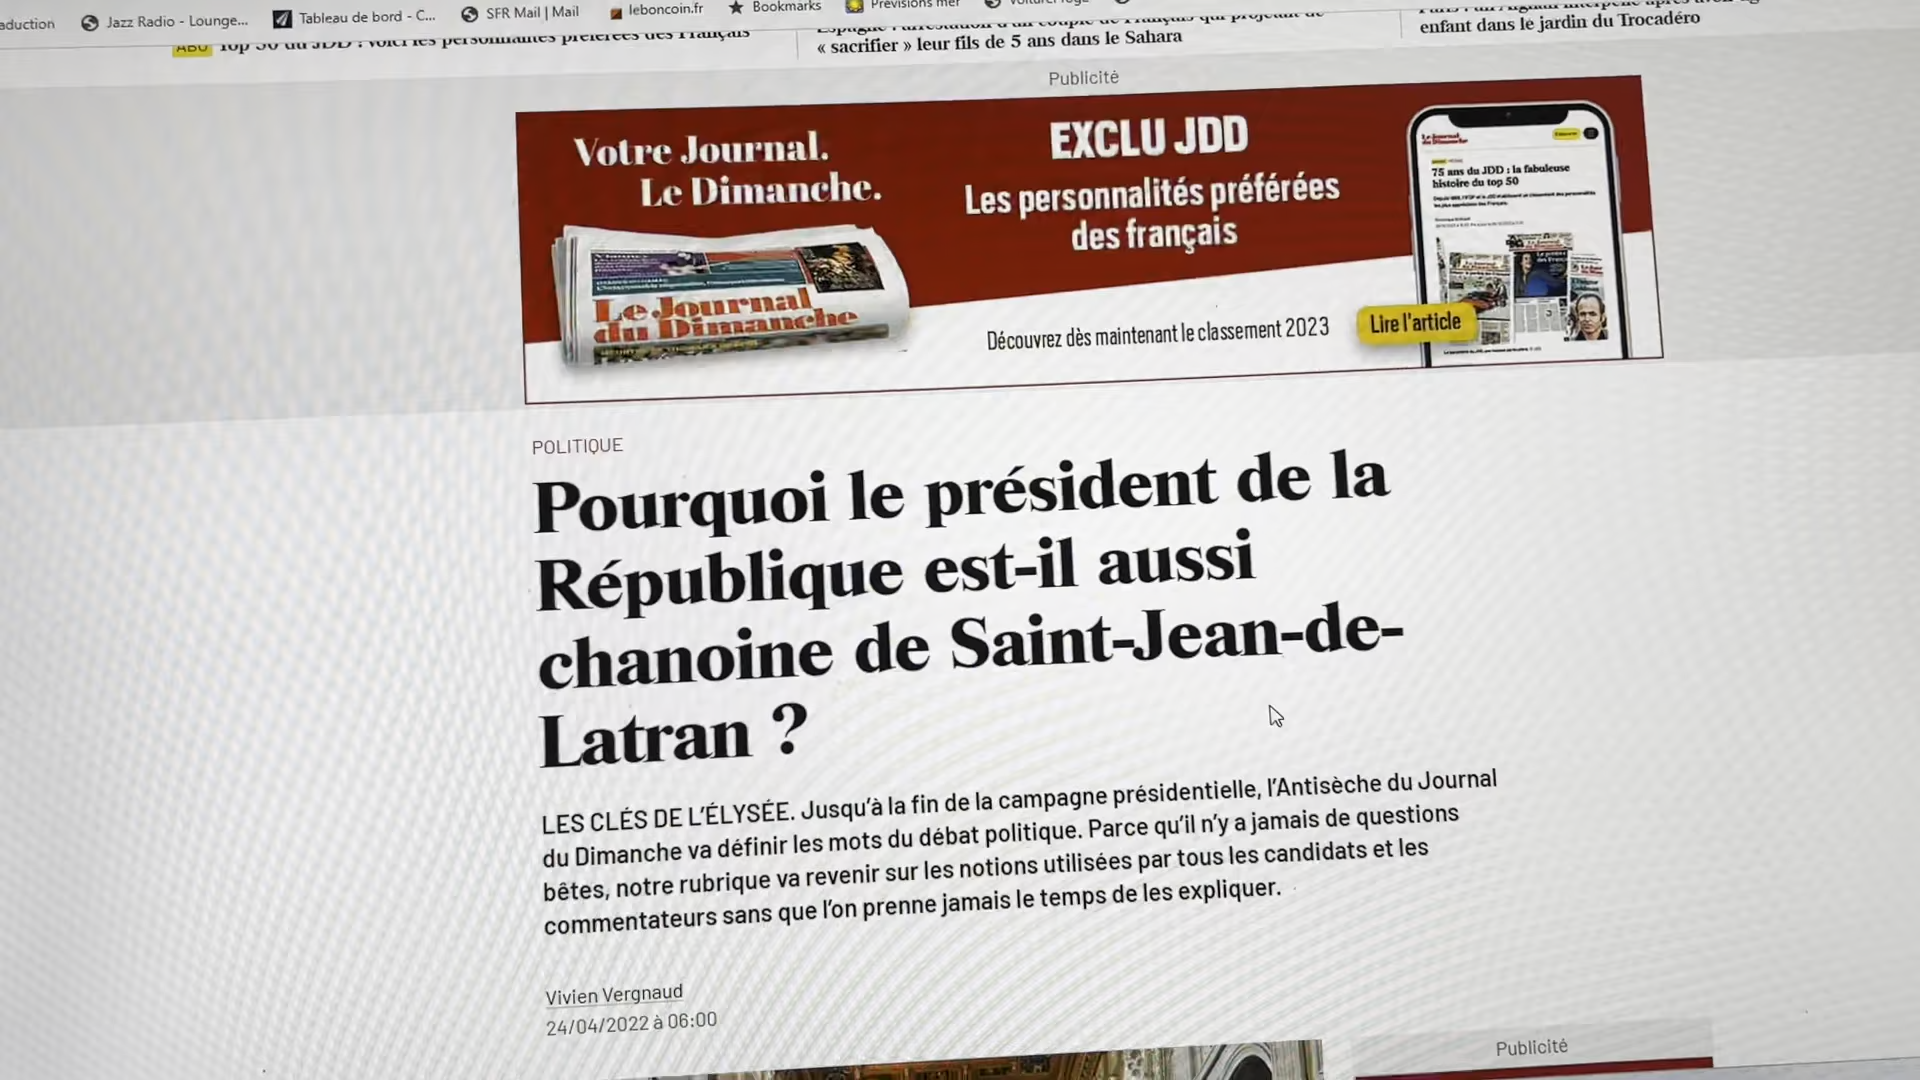 Jazz Radio - Lounge...
Tableau de bord - C...
SFR Mail | Mail
leboncoin.fr
Bookmarks
Prévisions mer
ABO Top 50 du JDD : voici les personnalités préférées des Français
Espagne : arrestation d'un couple de Français qui projetait de
« sacrifier » leur fils de 5 ans dans le Sahara
enfant dans le jardin du Trocadéro
Publicité
Votre Journal.
Le Dimanche.
EXCLU JDD
Les personnalités préférées
des français
Le Journal
du Dimanche
Découvrez dès maintenant le classement 2023
Lire l'article
Le Journal
du Dimanche
75 ans du JDD : la fabuleuse
histoire du top 50
POLITIQUE
Pourquoi le président de la
République est-il aussi
chanoine de Saint-Jean-de-
Latran ?
LES CLÉS DE L'ÉLYSÉE. Jusqu'à la fin de la campagne présidentielle, l'Antisèche du Journal
du Dimanche va définir les mots du débat politique. Parce qu'il n'y a jamais de questions
bêtes, notre rubrique va revenir sur les notions utilisées par tous les candidats et les
commentateurs sans que l'on prenne jamais le temps de les expliquer.
Vivien Vergnaud
24/04/2022 à 06:00
Publicité